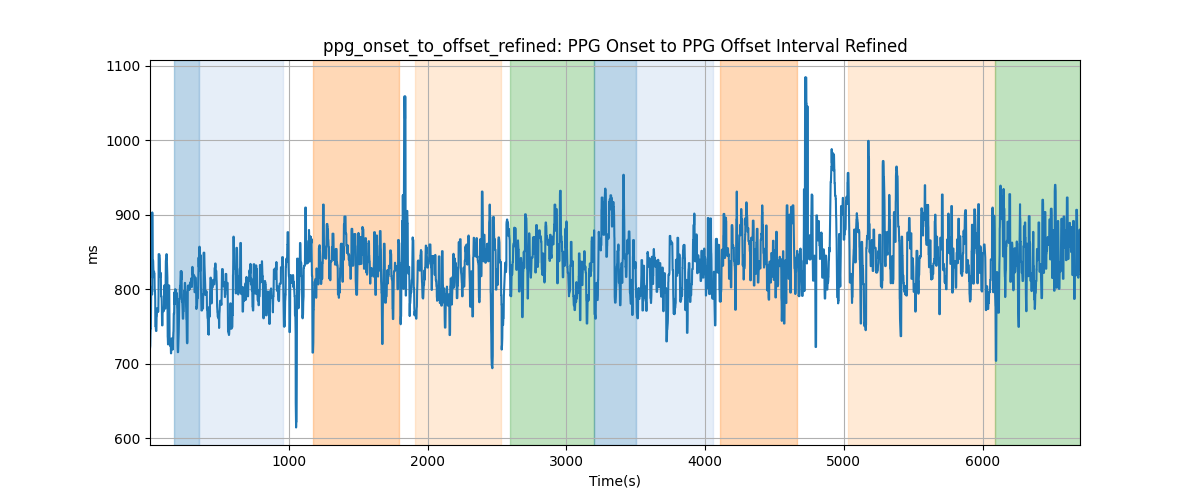 ppg_onset_to_offset_refined: PPG Onset to PPG Offset Interval Refined
1100
1000
900
800
700
600
ms
1000 2000 3000 4000 5000 6000
Time(s)